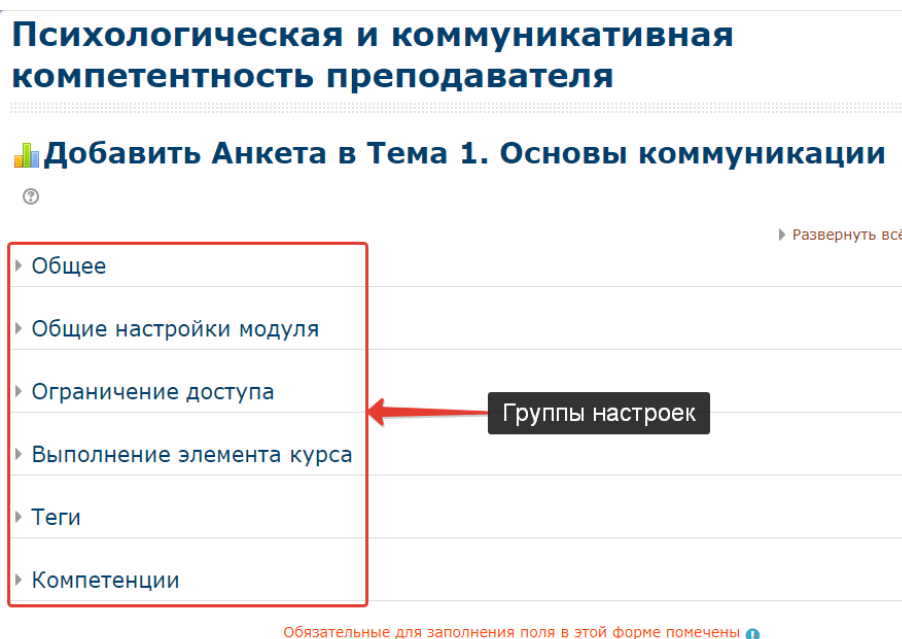 Психологическая и коммуникативная
компетентность преподавателя
Добавить Анкета в Тема 1. Основы коммуникации
Развернуть всё
Общее
Общие настройки модуля
Ограничение доступа
Группы настроек
Выполнение элемента курса
Теги
Компетенции
Обязательные для заполнения поля в этой форме помечены